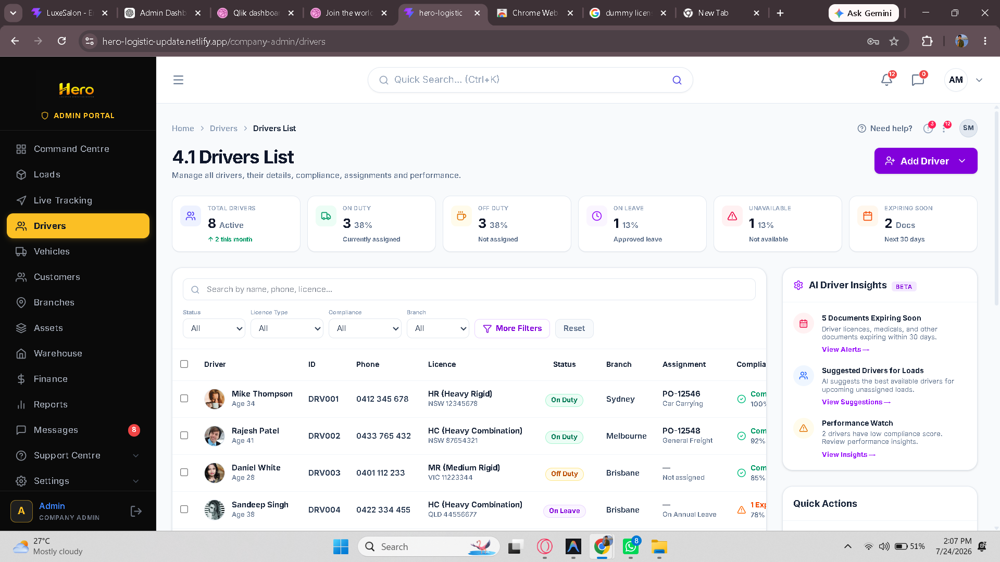 LuxeSalon - E
Admin Dashb
Qlik dashboa
Join the worl
hero-logistic
Chrome Web
dummy licen
New Tab
Ask Gemini
hero-logistic-update.netlify.app/company-admin/drivers
Hero
ADMIN PORTAL
Command Centre
Loads
Live Tracking
Drivers
Vehicles
Customers
Branches
Assets
Warehouse
Finance
Reports
Messages 8
Support Centre
Settings
A
Admin
COMPANY ADMIN
Quick Search... (Ctrl+K)
12
0
AM
Home > Drivers > Drivers List
Need help?
3
12
SM
4.1 Drivers List
Manage all drivers, their details, compliance, assignments and performance.
Add Driver
TOTAL DRIVERS
8 Active
↑ 2 this month
ON DUTY
3 38%
Currently assigned
OFF DUTY
3 38%
Not assigned
ON LEAVE
1 13%
Approved leave
UNAVAILABLE
1 13%
Not available
EXPIRING SOON
2 Docs
Next 30 days
Search by name, phone, licence...
Status Licence Type Compliance Branch
All All All All More Filters Reset
Driver ID Phone Licence Status Branch Assignment Complia
Mike Thompson DRV001 0412 345 678 HR (Heavy Rigid) On Duty Sydney PO-12546 Com
Age 34 NSW 12345678 Car Carrying 100%
Rajesh Patel DRV002 0433 765 432 HC (Heavy Combination) On Duty Melbourne PO-12548 Com
Age 41 NSW 87654321 General Freight 92%
Daniel White DRV003 0401 112 233 MR (Medium Rigid) Off Duty Brisbane — Com
Age 28 VIC 11223344 Not assigned 85%
Sandeep Singh DRV004 0422 334 455 HC (Heavy Combination) On Leave Brisbane — 1 Exp
Age 38 QLD 44556677 On Annual Leave 78%
AI Driver Insights BETA
5 Documents Expiring Soon
Driver licences, medicals, and other
documents expiring within 30 days.
View Alerts →
Suggested Drivers for Loads
AI suggests the best available drivers for
upcoming unassigned loads.
View Suggestions →
Performance Watch
2 drivers have low compliance score.
Review performance insights.
View Insights →
Quick Actions
27°C
Mostly cloudy
Search
8
51%
2:07 PM
7/24/2026